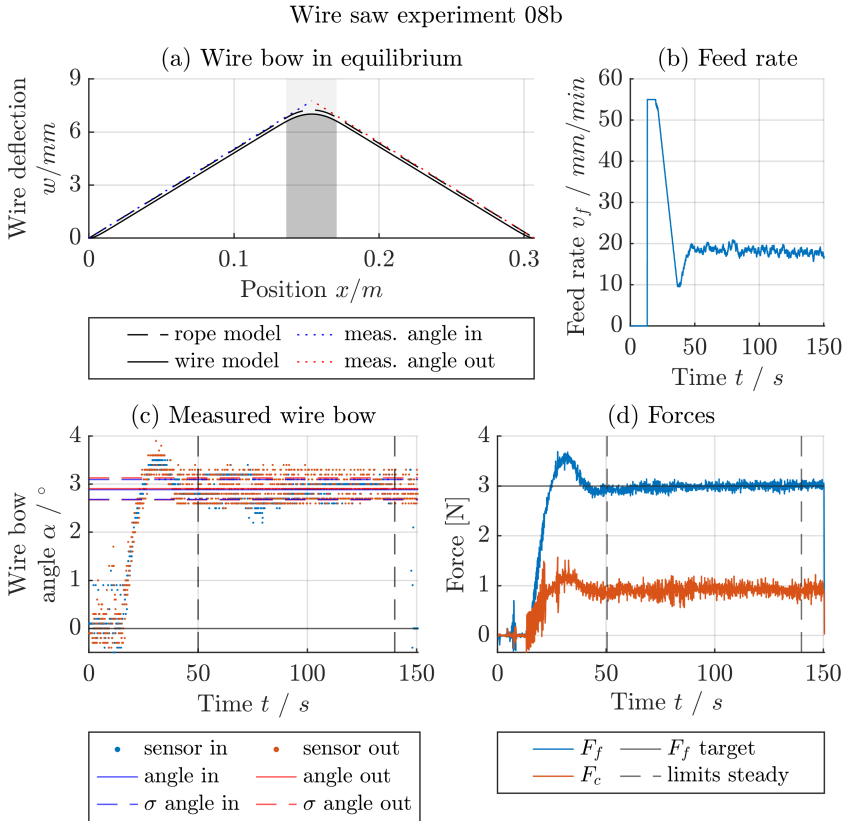 Wire saw experiment 08b
(a) Wire bow in equilibrium
Wire deflection
w/mm
9
6
3
0
0
0.1
0.2
0.3
Position x/m
rope model
meas. angle in
wire model
meas. angle out
(b) Feed rate
Feed rate v_f / mm/min
60
50
40
30
20
10
0
0
50
100
150
Time t / s
(c) Measured wire bow
Wire bow
angle α / °
4
3
2
1
0
0
50
100
150
Time t / s
sensor in
sensor out
angle in
angle out
σ angle in
σ angle out
(d) Forces
Force [N]
4
3
2
1
0
0
50
100
150
Time t / s
F_f
F_f target
F_c
limits steady